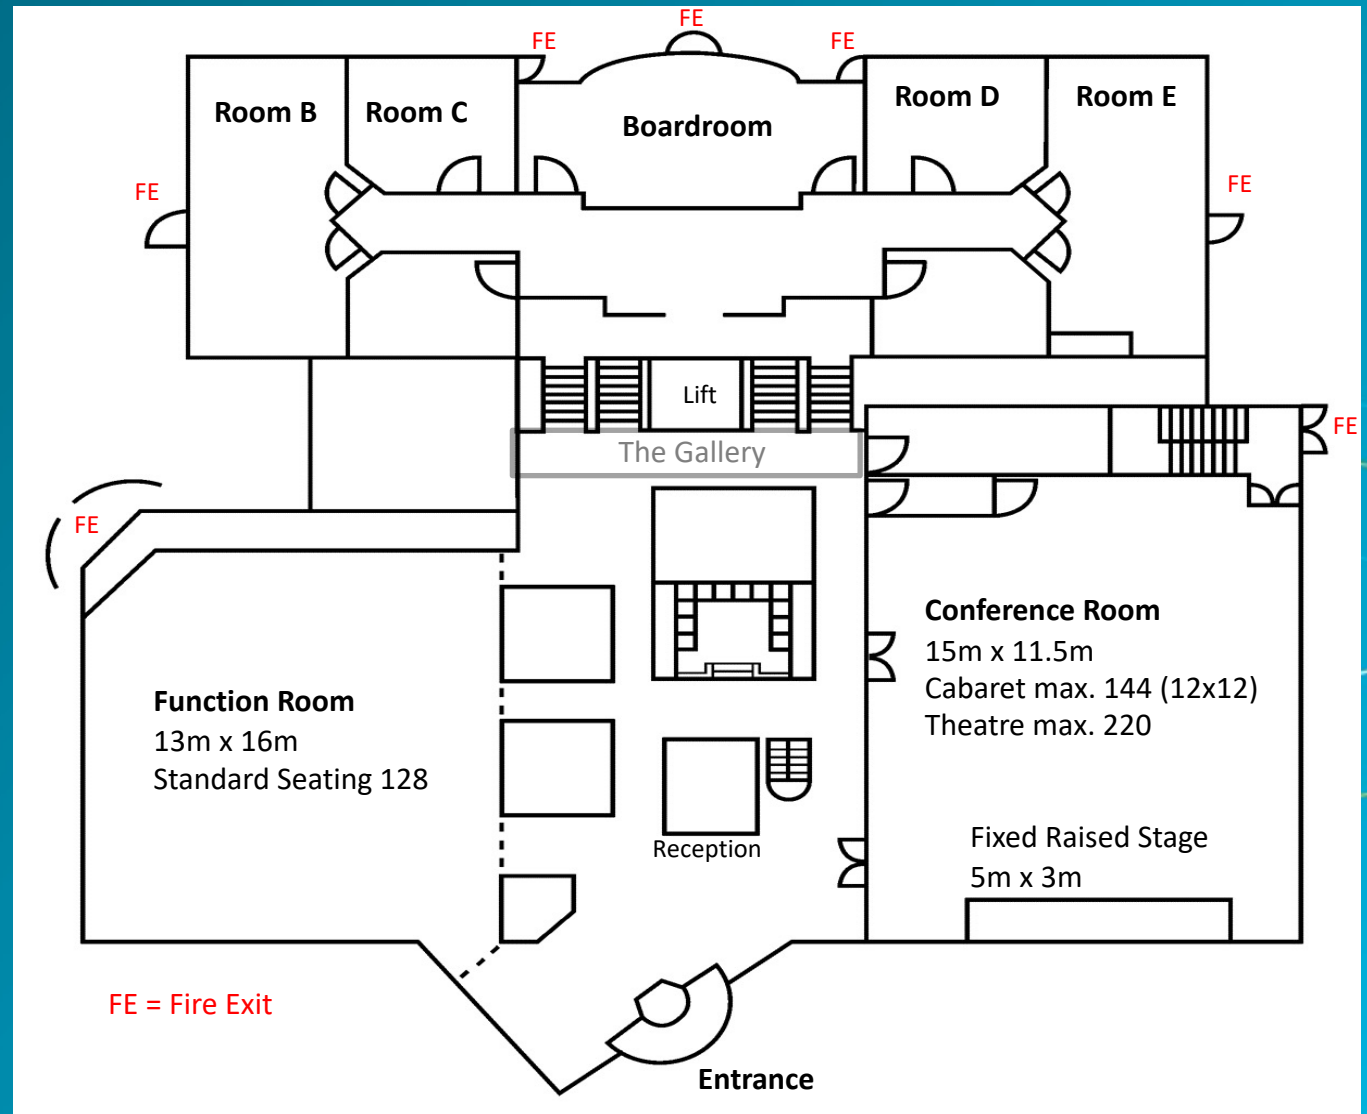 FE
FE
FE
Room B
Room C
Boardroom
Room D
Room E
FE
FE
Lift
The Gallery
FE
FE
Conference Room
15m x 11.5m
Cabaret max. 144 (12x12)
Theatre max. 220
Function Room
13m x 16m
Standard Seating 128
Reception
Fixed Raised Stage
5m x 3m
FE = Fire Exit
Entrance